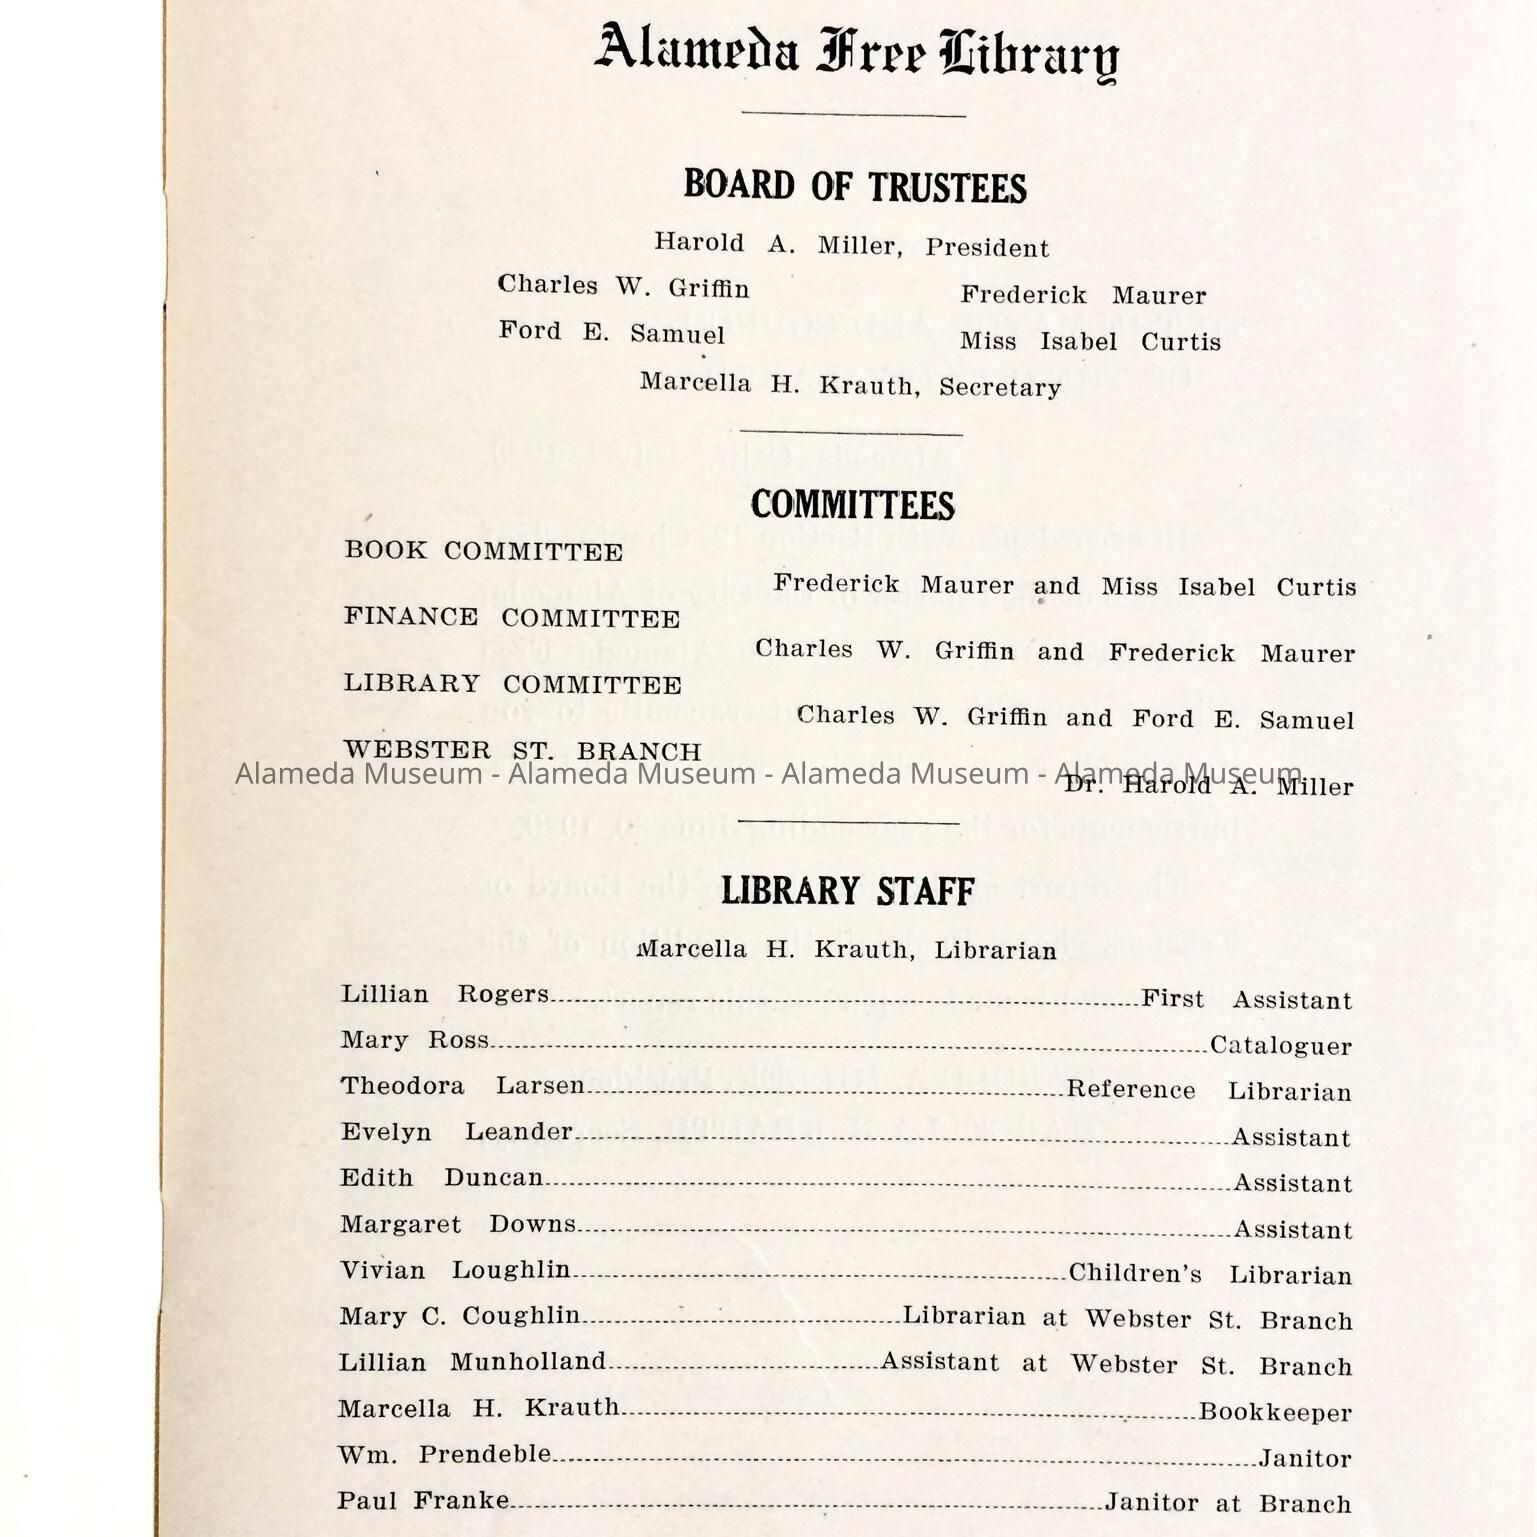 Alameda Free Library
BOARD OF TRUSTEES
Harold A. Miller, President
Charles W. Griffin Frederick Maurer
Ford E. Samuel Miss Isabel Curtis
Marcella H. Krauth, Secretary
COMMITTEES
BOOK COMMITTEE
Frederick Maurer and Miss Isabel Curtis
FINANCE COMMITTEE
Charles W. Griffin and Frederick Maurer
LIBRARY COMMITTEE
Charles W. Griffin and Ford E. Samuel
WEBSTER ST. BRANCH
Alameda Museum - Alameda Museum - Alameda Museum - Alameda Museum
Dr. Harold A. Miller
LIBRARY STAFF
Marcella H. Krauth, Librarian
Lillian Rogers First Assistant
Mary Ross Cataloguer
Theodora Larsen Reference Librarian
Evelyn Leander Assistant
Edith Duncan Assistant
Margaret Downs Assistant
Vivian Loughlin Children's Librarian
Mary C. Coughlin Librarian at Webster St. Branch
Lillian Munholland Assistant at Webster St. Branch
Marcella H. Krauth Bookkeeper
Wm. Prendeble Janitor
Paul Franke Janitor at Branch